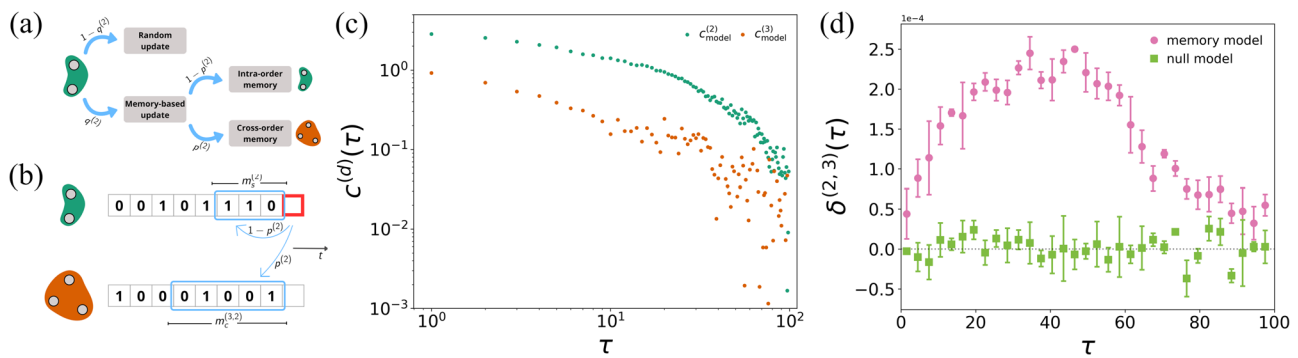 (a)
1 − q^(2)
Random
update
q^(2)
Memory-based
update
1 − p^(2)
Intra-order
memory
p^(2)
Cross-order
memory
(b)
m_s^(2)
0 0 1 0 1 1 1 0
1 − p^(2)
p^(2)
t
1 0 0 0 1 0 0 1
m_c^(3,2)
(c)
c^(2)_model
c^(3)_model
10^0
10^−1
10^−2
10^−3
c^(d)(τ)
10^0
10^1
10^2
τ
(d)
1e−4
memory model
null model
2.5
2.0
1.5
1.0
0.5
0.0
−0.5
δ^(2, 3)(τ)
0 20 40 60 80 100
τ